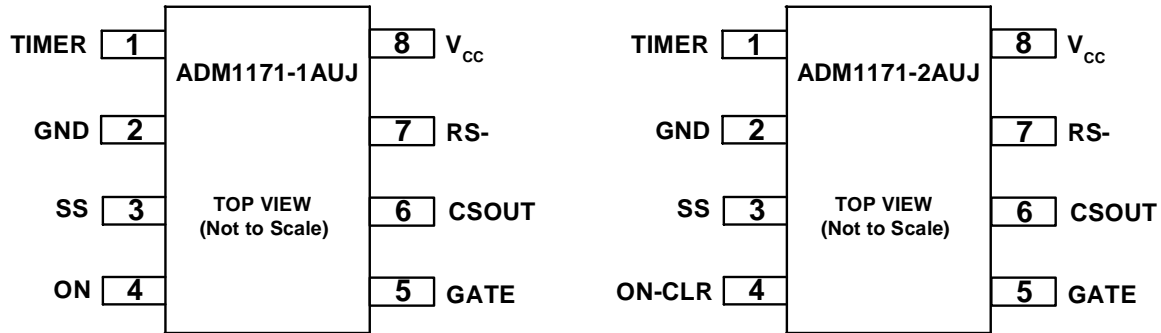 TIMER 1 8 VCC
ADM1171-1AUJ
GND 2 7 RS-
SS 3 6 CSOUT
TOP VIEW
(Not to Scale)
ON 4 5 GATE
TIMER 1 8 VCC
ADM1171-2AUJ
GND 2 7 RS-
SS 3 6 CSOUT
TOP VIEW
(Not to Scale)
ON-CLR 4 5 GATE